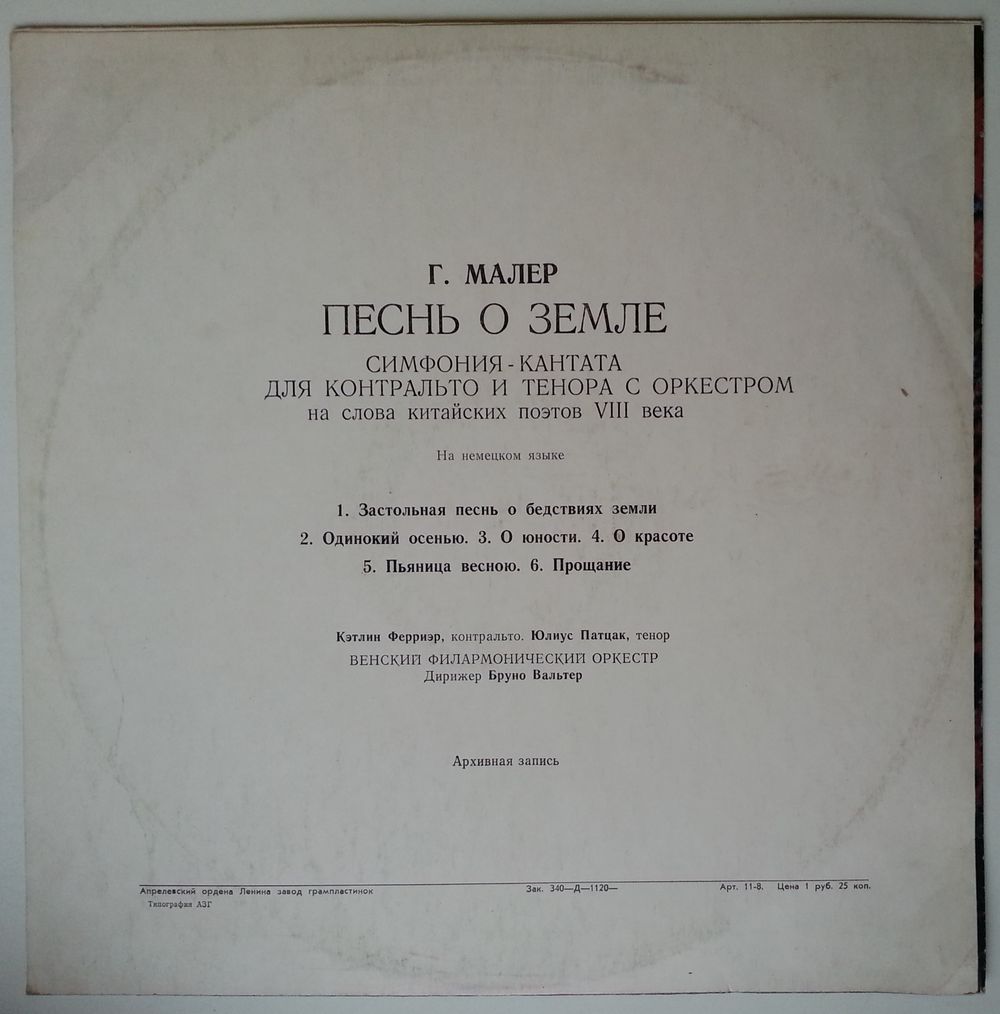 Г. МАЛЕР
ПЕСНЬ О ЗЕМЛЕ
СИМФОНИЯ-КАНТАТА
ДЛЯ КОНТРАЛЬТО И ТЕНОРА С ОРКЕСТРОМ
на слова китайских поэтов VIII века
На немецком языке
1. Застольная песнь о бедствиях земли
2. Одинокий осенью. 3. О юности. 4. О красоте
5. Пьяница весною. 6. Прощание
Кэтлин Ферриэр, контральто. Юлиус Патцак, тенор
ВЕНСКИЙ ФИЛАРМОНИЧЕСКИЙ ОРКЕСТР
Дирижер Бруно Вальтер
Архивная запись
Апрелевский ордена Ленина завод грампластинок Зак. 340—Д—1120— Арт. 11-8. Цена 1 руб. 25 коп.
Типография АЗГ